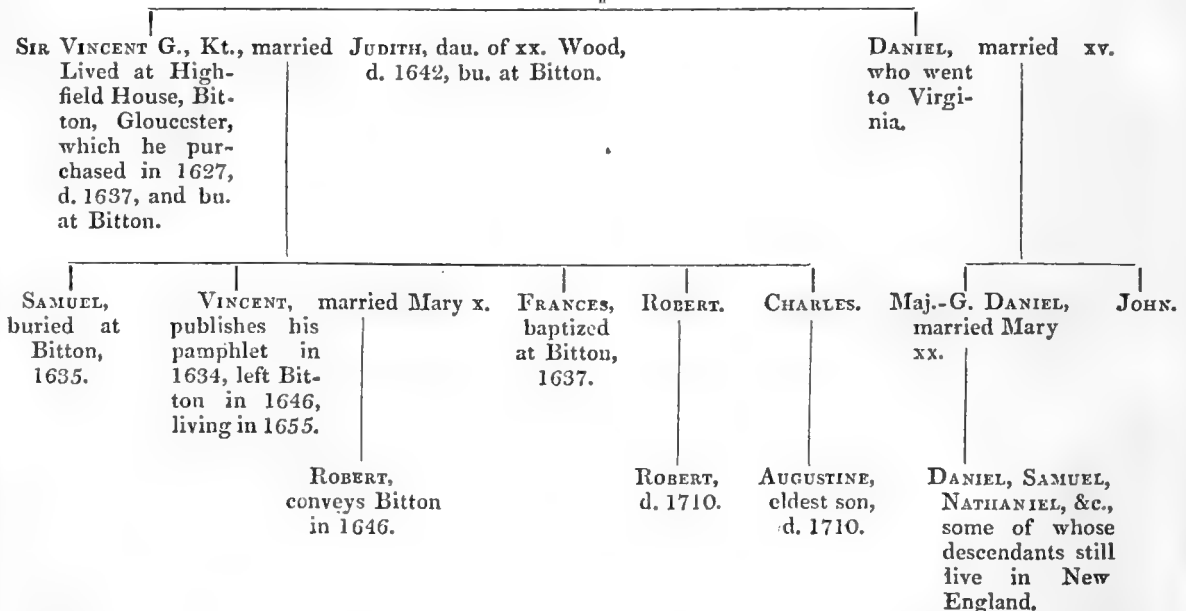 SIR VINCENT G., Kt., married JUDITH, dau. of xx. Wood,
Lived at High-
field House, Bit-
ton, Gloucester,
which he pur-
chased in 1627,
d. 1637, and bu.
at Bitton.
d. 1642, bu. at Bitton.
DANIEL, married xv.
who went
to Virgi-
nia.
SAMUEL,
buried at
Bitton,
1635.
VINCENT, married Mary x.
publishes his
pamphlet in
1634, left Bit-
ton in 1646,
living in 1655.
FRANCES,
baptized
at Bitton,
1637.
ROBERT.
CHARLES.
Maj.-G. DANIEL,
married Mary
xx.
JOHN.
ROBERT,
conveys Bitton
in 1646.
ROBERT,
d. 1710.
AUGUSTINE,
eldest son,
d. 1710.
DANIEL, SAMUEL,
NATHANIEL, &c.,
some of whose
descendants still
live in New
England.